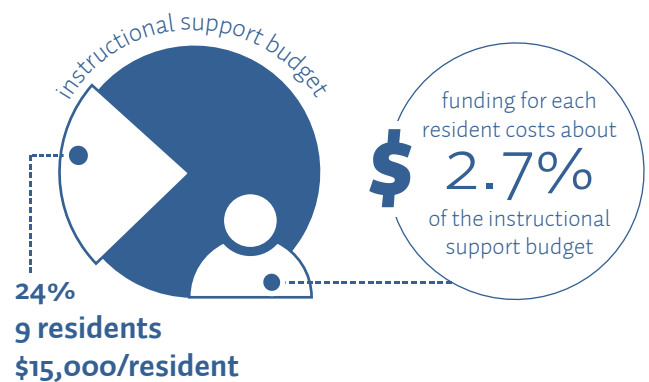 instructional support budget
funding for each
resident costs about
$ 2.7%
of the instructional
support budget
24%
9 residents
$15,000/resident